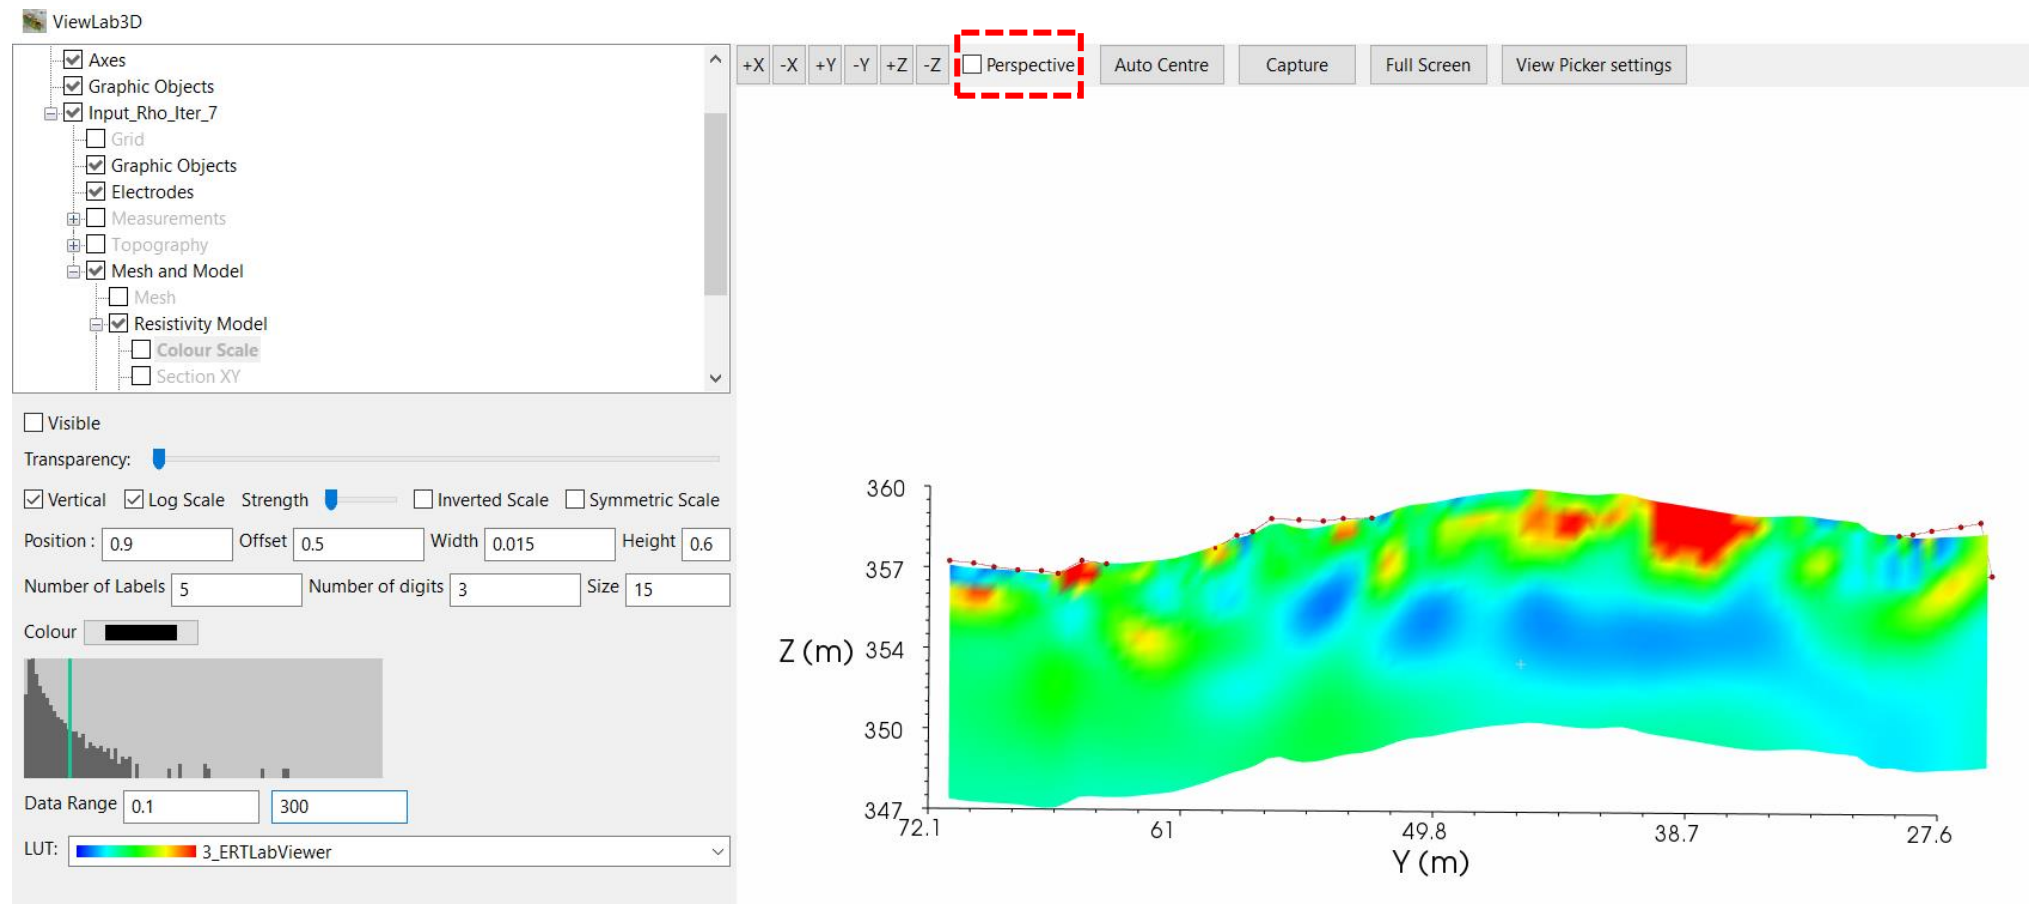 ViewLab3D
Axes
Graphic Objects
Input_Rho_Iter_7
Grid
Graphic Objects
Electrodes
Measurements
Topography
Mesh and Model
Mesh
Resistivity Model
Colour Scale
Section XY
Visible
Transparency:
Vertical Log Scale Strength Inverted Scale Symmetric Scale
Position : 0.9 Offset 0.5 Width 0.015 Height 0.6
Number of Labels 5 Number of digits 3 Size 15
Colour
Data Range 0.1 300
LUT: 3_ERTLabViewer
+X -X +Y -Y +Z -Z Perspective Auto Centre Capture Full Screen View Picker settings
360
357
Z (m) 354
350
347
72.1 61 49.8 38.7 27.6
Y (m)